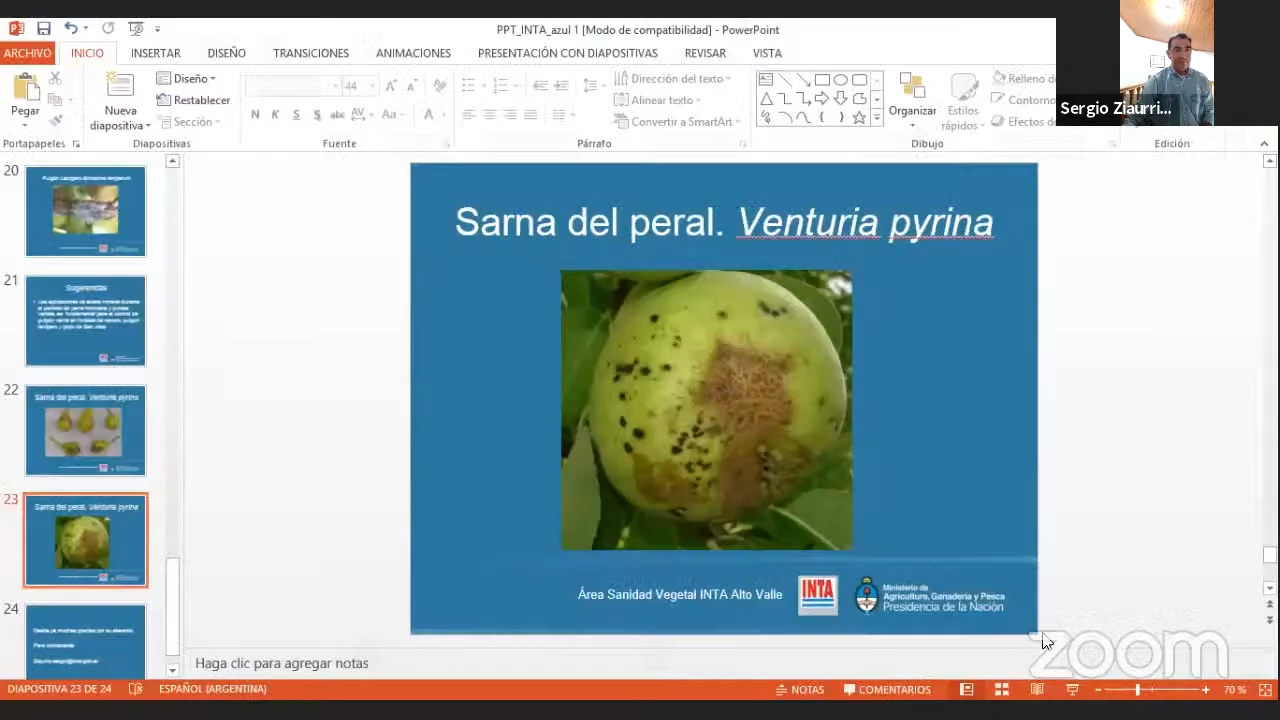 PPT_INTA_azul 1 [Modo de compatibilidad] - PowerPoint
ARCHIVO INICIO INSERTAR DISEÑO TRANSICIONES ANIMACIONES PRESENTACIÓN CON DIAPOSITIVAS REVISAR VISTA
Pegar
Nueva
diapositiva
Diseño
Restablecer
Sección
44
Dirección del texto
Alinear texto
Convertir a SmartArt
Organizar
Estilos
rápidos
Relleno de
Contorno
Efectos de
Portapapeles Diapositivas Fuente Párrafo Dibujo Edición
Sergio Ziaurri...
20
21
Sugerencias
22
Sarna del peral. Venturia pyrina
23
Sarna del peral. Venturia pyrina
24
Sarna del peral. Venturia pyrina
Área Sanidad Vegetal INTA Alto Valle
INTA
Ministerio de
Agricultura, Ganadería y Pesca
Presidencia de la Nación
Haga clic para agregar notas
zoom
DIAPOSITIVA 23 DE 24 ESPAÑOL (ARGENTINA) NOTAS COMENTARIOS 70 %